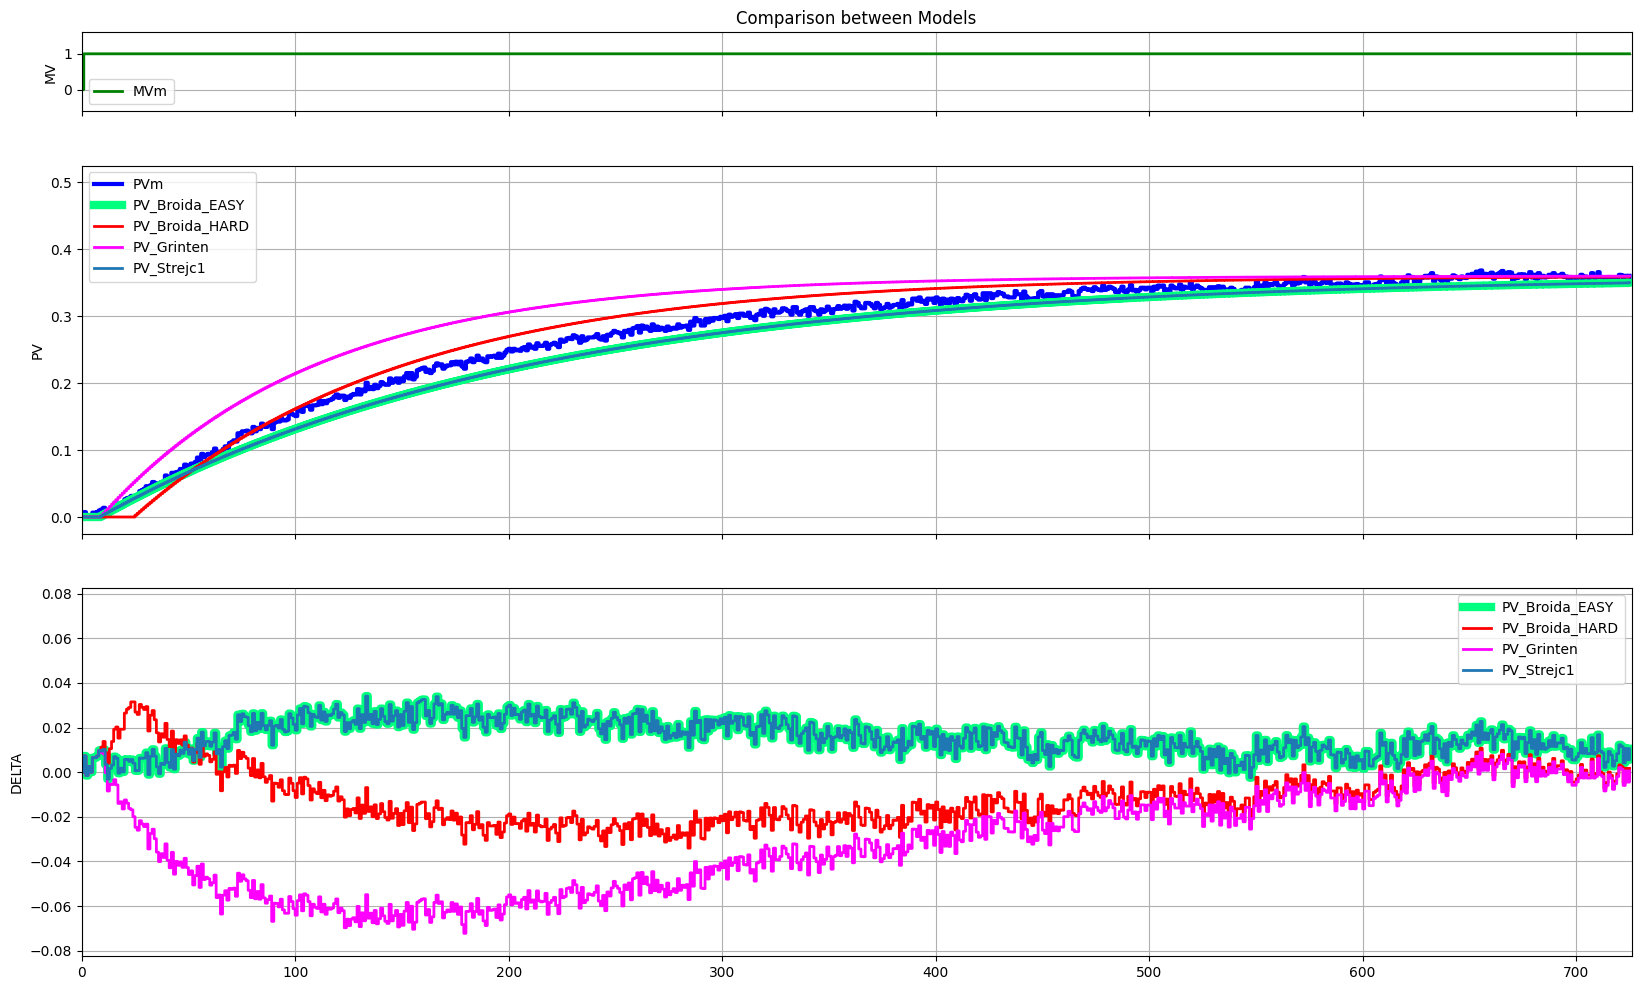 Comparison between Models
MV
1
0
MVm
PV
0.5
0.4
0.3
0.2
0.1
0.0
PVm
PV_Broida_EASY
PV_Broida_HARD
PV_Grinten
PV_Strejc1
DELTA
0.08
0.06
0.04
0.02
0.00
−0.02
−0.04
−0.06
−0.08
PV_Broida_EASY
PV_Broida_HARD
PV_Grinten
PV_Strejc1
0 100 200 300 400 500 600 700